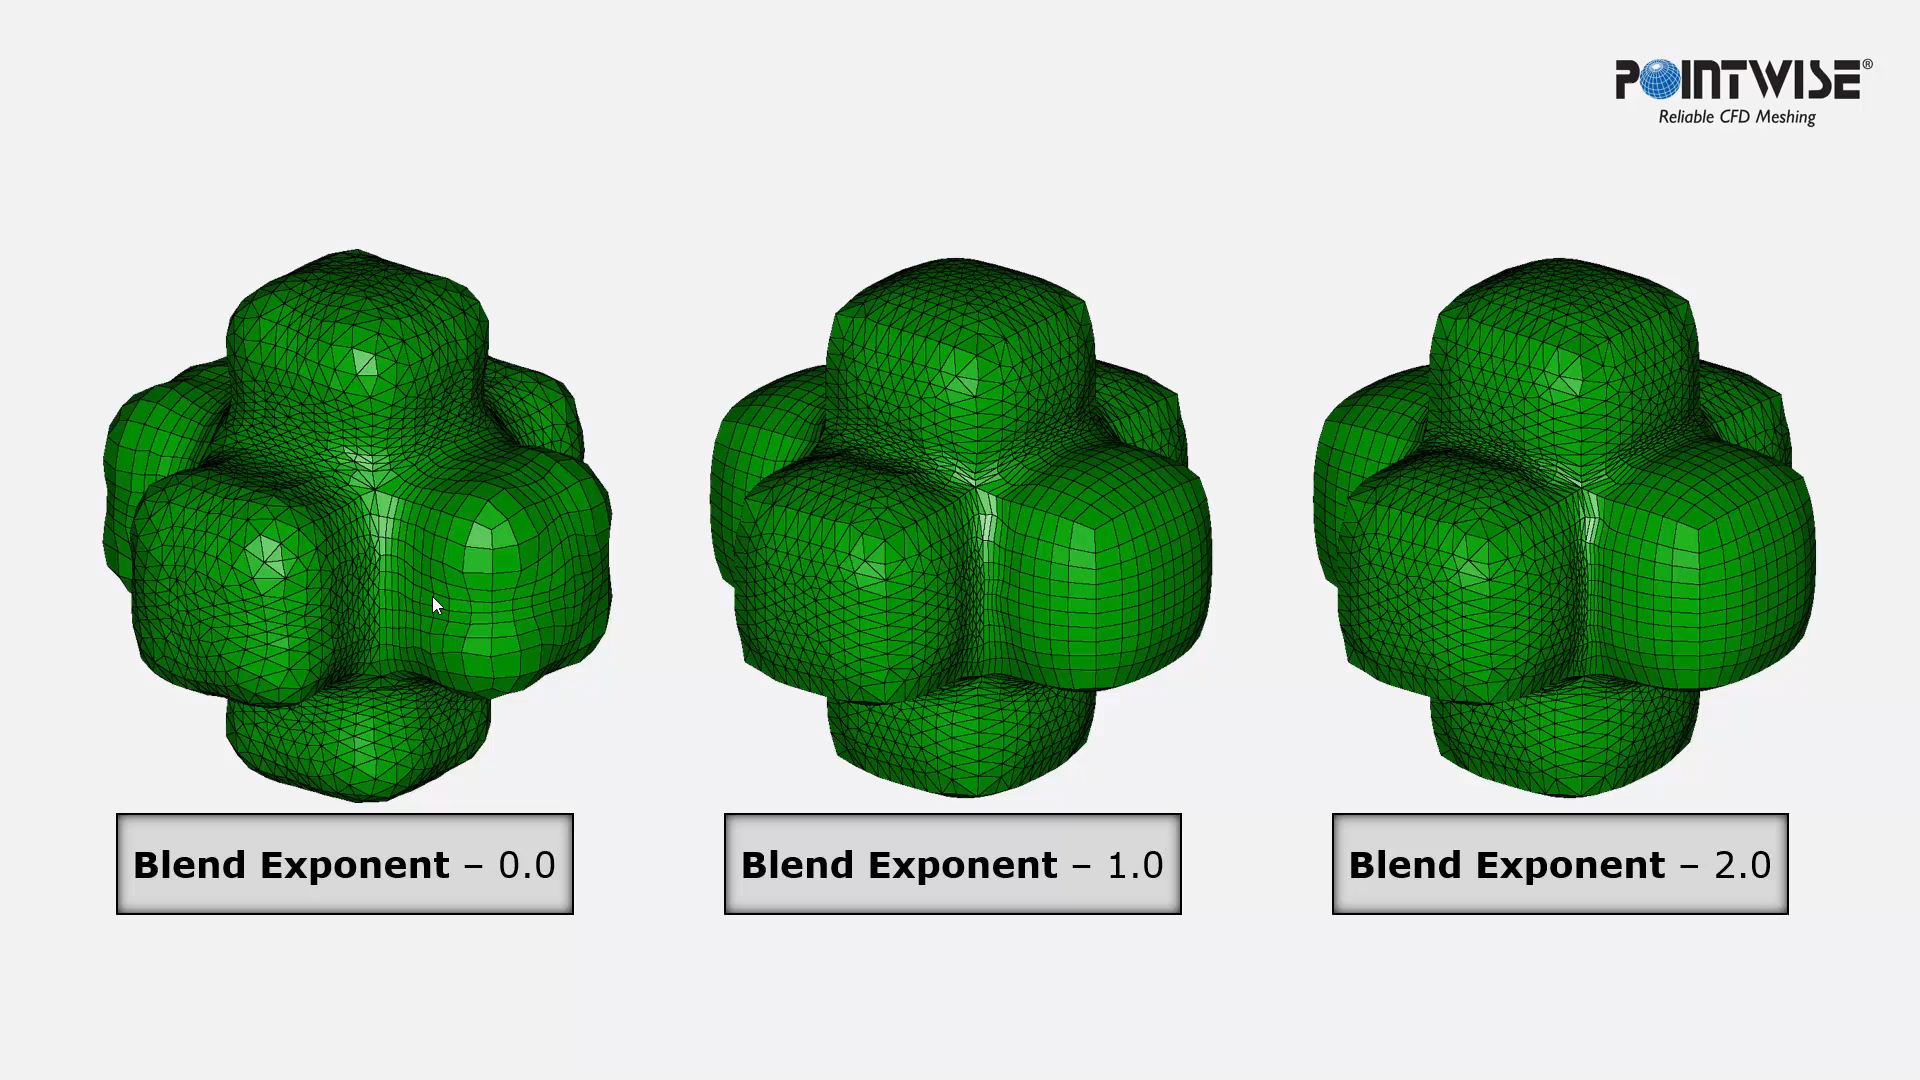 POINTWISE®
Reliable CFD Meshing
Blend Exponent – 0.0
Blend Exponent – 1.0
Blend Exponent – 2.0